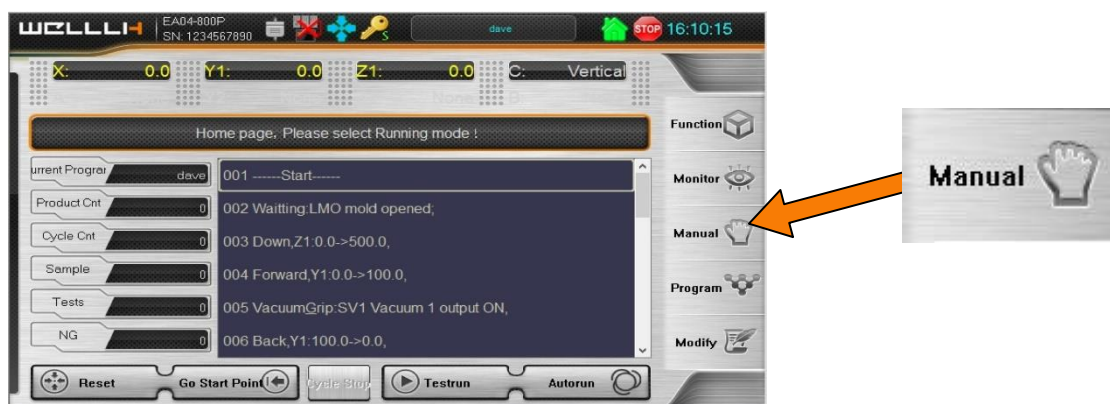 WELLLI
EA04-800P
SN: 1234567890
S
dave
STOP
16:10:15
X: 0.0
Y1: 0.0
Z1: 0.0
C: Vertical
None
B:
Home page, Please select Running mode !
Function
urrent Prograr dave
Product Cnt 0
Cycle Cnt 0
Sample 0
Tests 0
NG 0
001 ------Start------
002 Waitting:LMO mold opened;
003 Down,Z1:0.0->500.0,
004 Forward,Y1:0.0->100.0,
005 VacuumGrip:SV1 Vacuum 1 output ON,
006 Back,Y1:100.0->0.0,
Monitor
Manual
Program
Modify
Reset
Go Start Point
Cycle Stop
Testrun
Autorun
Manual